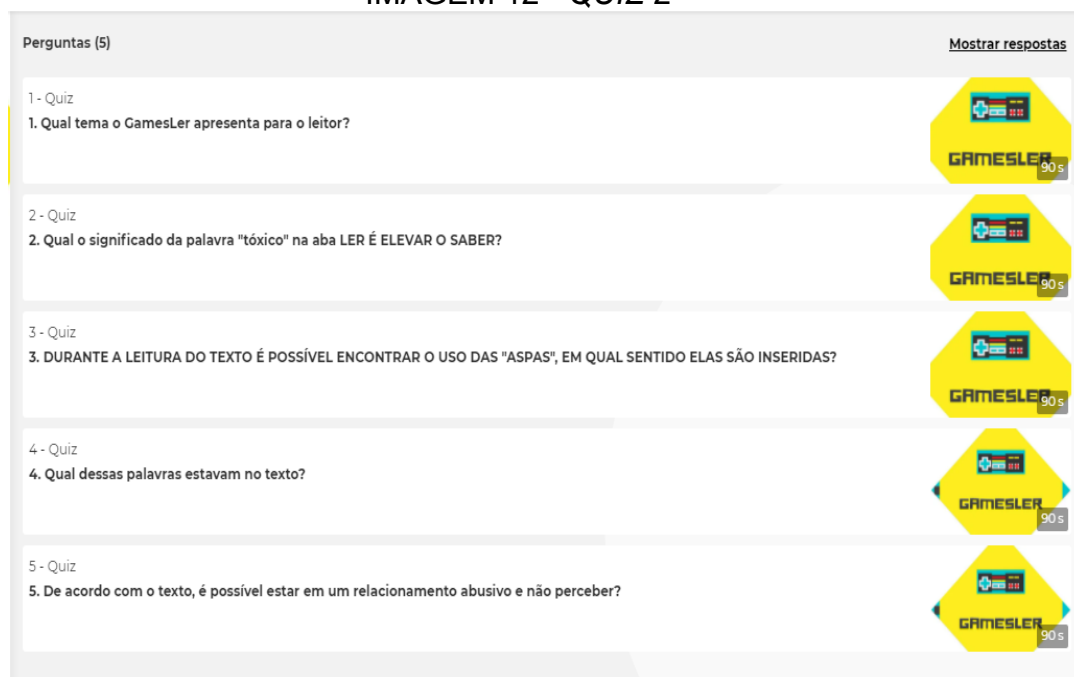 IMAGEM 12 - QUIZ 2
Perguntas (5)
Mostrar respostas
1 - Quiz
1. Qual tema o GamesLer apresenta para o leitor?
GAMESLER
90 s
2 - Quiz
2. Qual o significado da palavra "tóxico" na aba LER É ELEVAR O SABER?
GAMESLER
90 s
3 - Quiz
3. DURANTE A LEITURA DO TEXTO É POSSÍVEL ENCONTRAR O USO DAS "ASPAS", EM QUAL SENTIDO ELAS SÃO INSERIDAS?
GAMESLER
90 s
4 - Quiz
4. Qual dessas palavras estavam no texto?
GAMESLER
90 s
5 - Quiz
5. De acordo com o texto, é possível estar em um relacionamento abusivo e não perceber?
GAMESLER
90 s